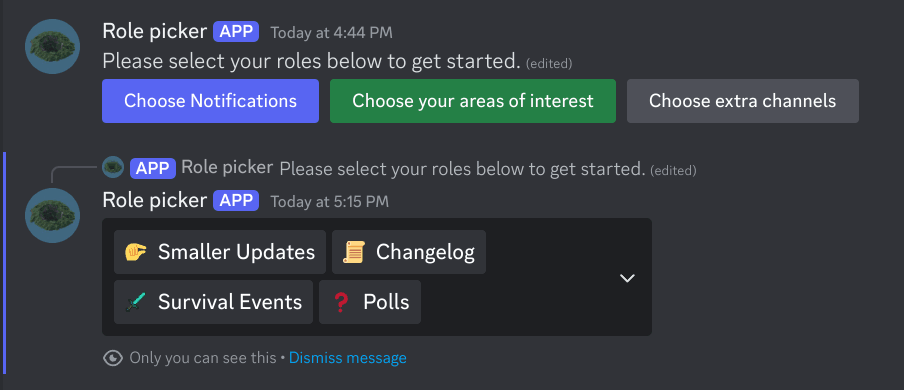 Role picker APP Today at 4:44 PM
Please select your roles below to get started. (edited)
Choose Notifications Choose your areas of interest Choose extra channels
APP Role picker Please select your roles below to get started. (edited)
Role picker APP Today at 5:15 PM
Smaller Updates Changelog
Survival Events Polls
Only you can see this • Dismiss message